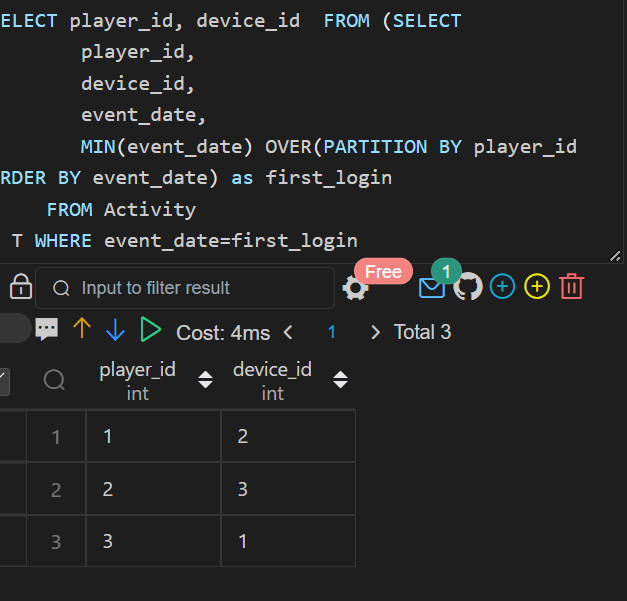 ELECT player_id, device_id  FROM (SELECT
player_id,
device_id,
event_date,
MIN(event_date) OVER(PARTITION BY player_id
RDER BY event_date) as first_login
FROM Activity
T WHERE event_date=first_login
Free
Input to filter result
1
Cost: 4ms < 1 > Total 3
player_id device_id
int int
1 1 2
2 2 3
3 3 1